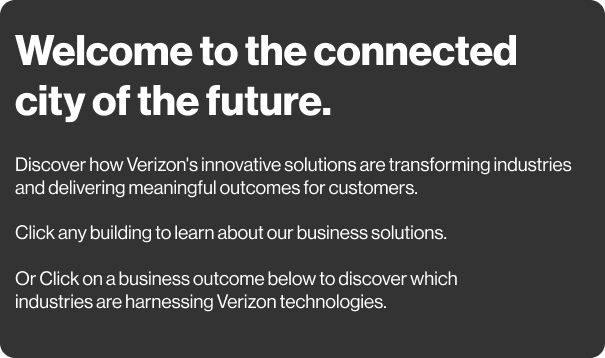 Welcome to the connected
city of the future.
Discover how Verizon's innovative solutions are transforming industries
and delivering meaningful outcomes for customers.
Click any building to learn about our business solutions.
Or Click on a business outcome below to discover which
industries are harnessing Verizon technologies.